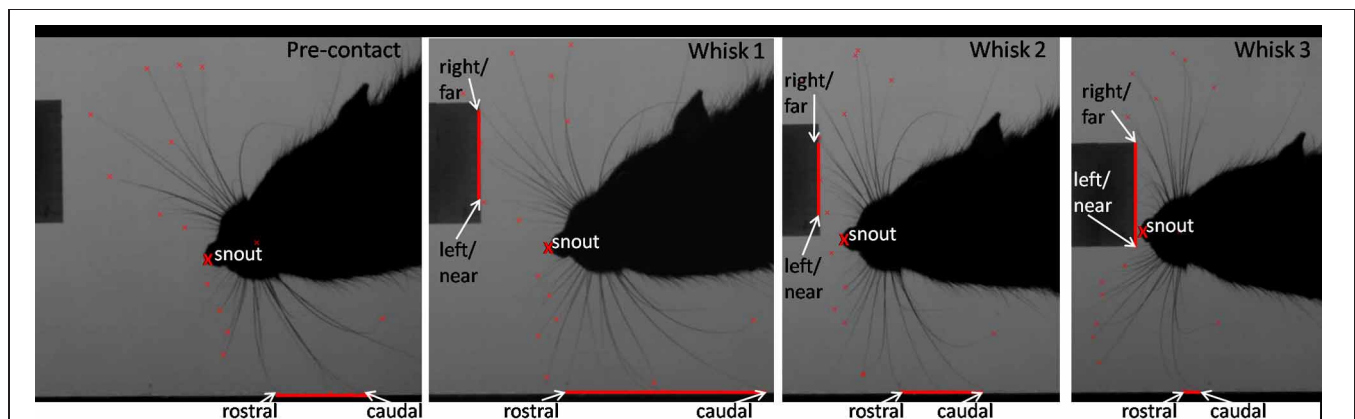 Pre-contact
snout
rostral
caudal
Whisk 1
right/
far
snout
left/
near
rostral
caudal
Whisk 2
right/
far
snout
left/
near
rostral
caudal
Whisk 3
right/
far
left/
near
snout
rostral
caudal